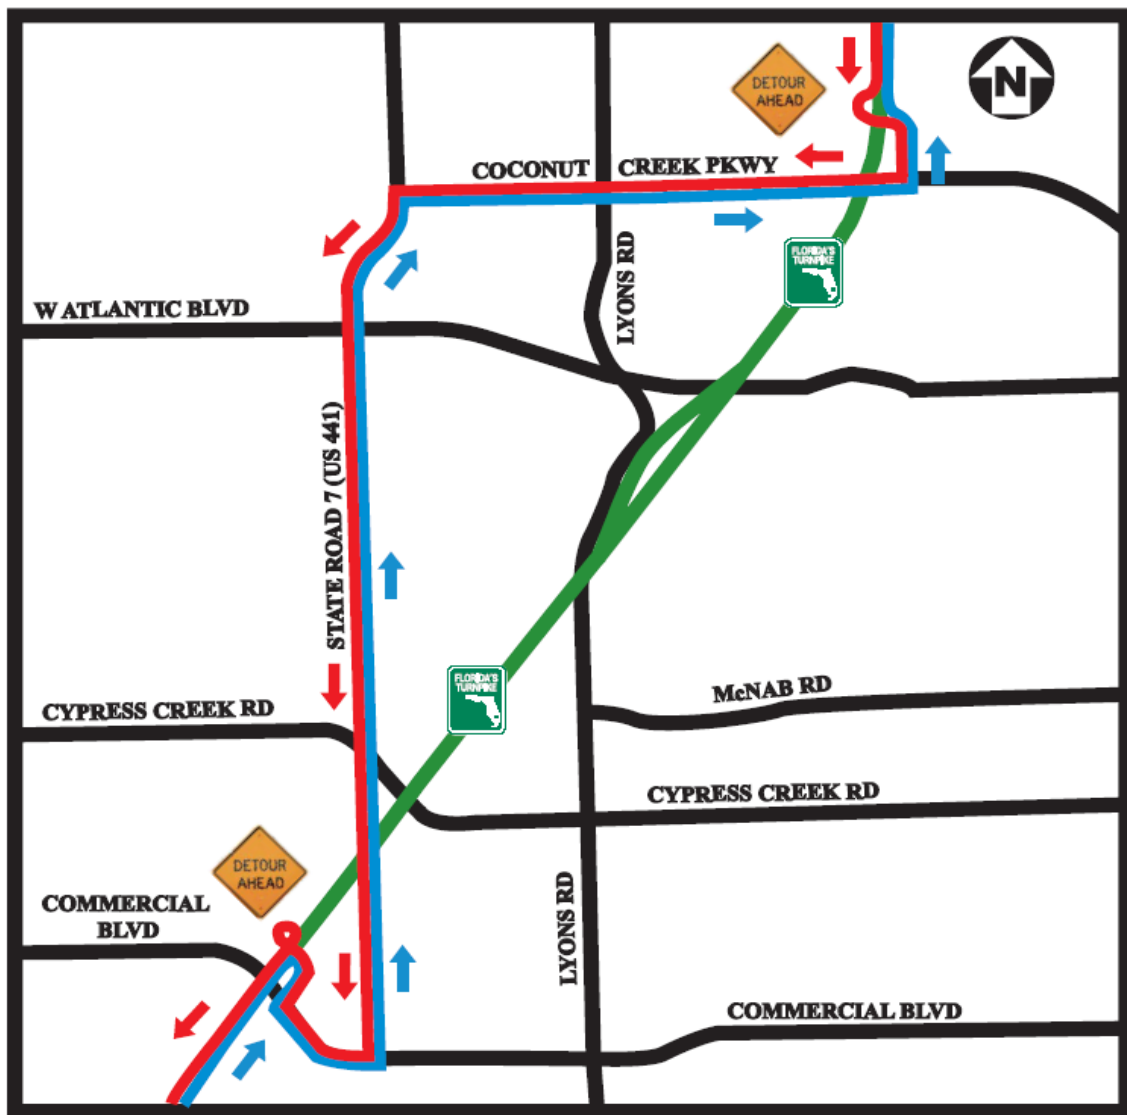 DETOUR
AHEAD
N
COCONUT CREEK PKWY
LYONS RD
FLORIDA'S
TURNPIKE
W ATLANTIC BLVD
STATE ROAD 7 (US 441)
FLORIDA'S
TURNPIKE
McNAB RD
CYPRESS CREEK RD
CYPRESS CREEK RD
DETOUR
AHEAD
COMMERCIAL
BLVD
LYONS RD
COMMERCIAL BLVD